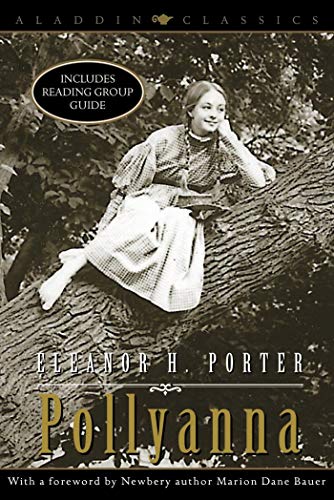 ALADDIN CLASSICS
INCLUDES
READING GROUP
GUIDE
ELEANOR H. PORTER
Pollyanna
With a foreword by Newbery author Marion Dane Bauer